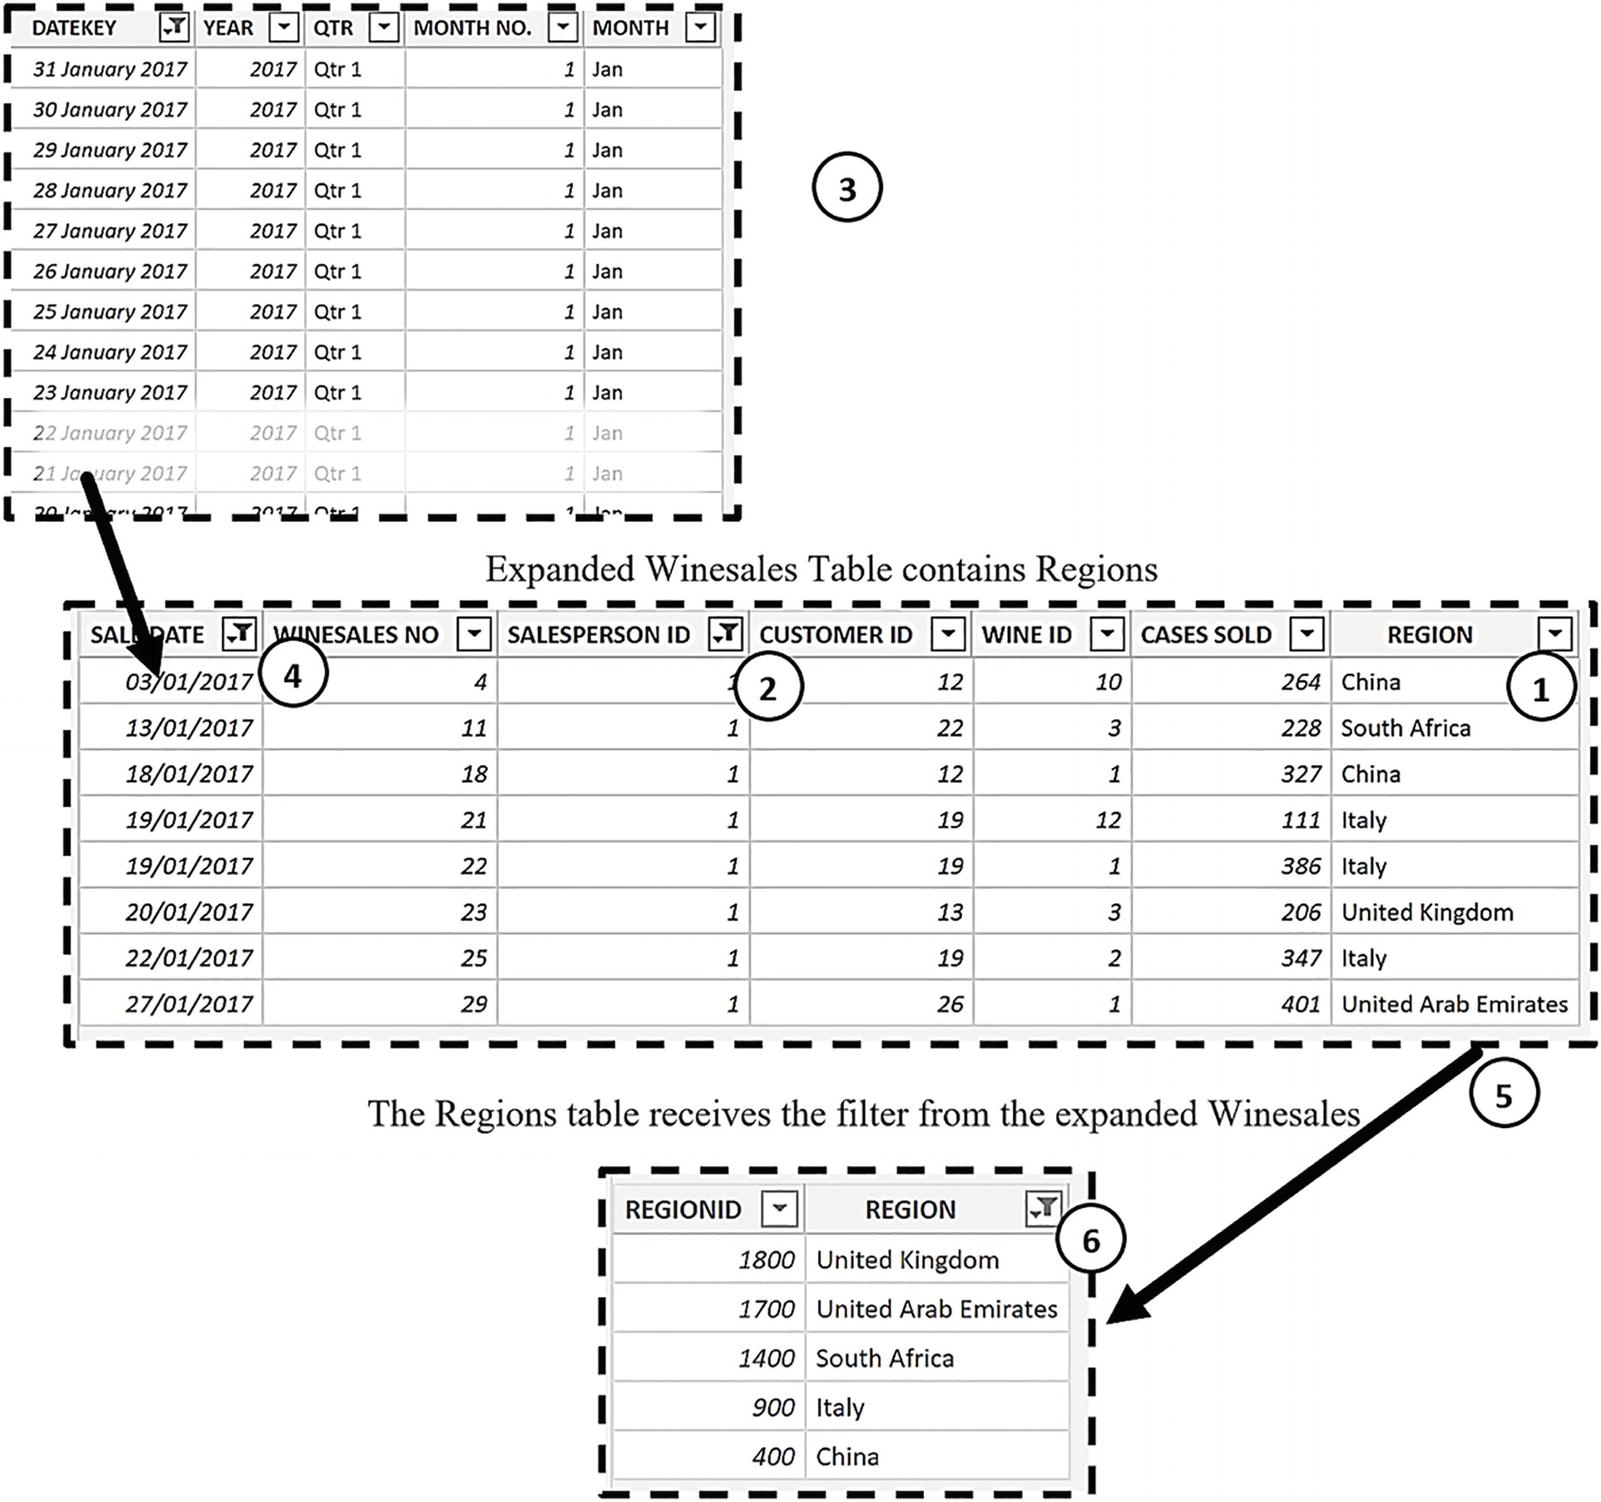 DATEKEY YEAR QTR MONTH NO. MONTH
31 January 2017 2017 Qtr 1 1 Jan
30 January 2017 2017 Qtr 1 1 Jan
29 January 2017 2017 Qtr 1 1 Jan
28 January 2017 2017 Qtr 1 1 Jan
27 January 2017 2017 Qtr 1 1 Jan
26 January 2017 2017 Qtr 1 1 Jan
25 January 2017 2017 Qtr 1 1 Jan
24 January 2017 2017 Qtr 1 1 Jan
23 January 2017 2017 Qtr 1 1 Jan
22 January 2017 2017 Qtr 1 1 Jan
21 January 2017 2017 Qtr 1 1 Jan
20 January 2017 2017 Qtr 1 1 Jan
3
Expanded Winesales Table contains Regions
SALE DATE WINESALES NO SALESPERSON ID CUSTOMER ID WINE ID CASES SOLD REGION
03/01/2017 4 1 12 10 264 China
13/01/2017 11 1 22 3 228 South Africa
18/01/2017 18 1 12 1 327 China
19/01/2017 21 1 19 12 111 Italy
19/01/2017 22 1 19 1 386 Italy
20/01/2017 23 1 13 3 206 United Kingdom
22/01/2017 25 1 19 2 347 Italy
27/01/2017 29 1 26 1 401 United Arab Emirates
4
2
1
5
The Regions table receives the filter from the expanded Winesales
REGIONID REGION
1800 United Kingdom
1700 United Arab Emirates
1400 South Africa
900 Italy
400 China
6